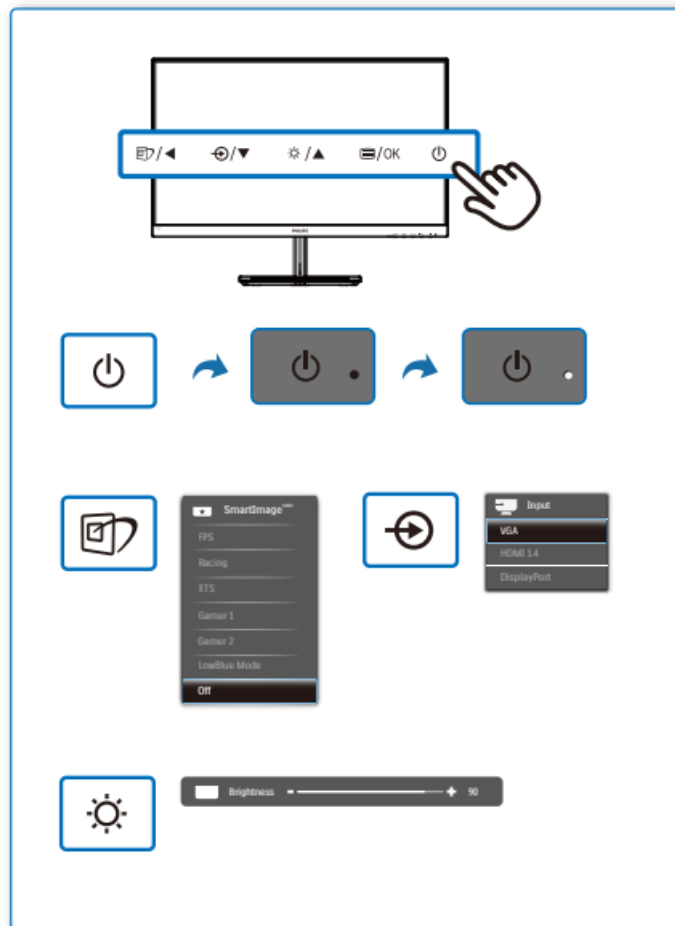 /OK
PHILIPS
SmartImage
FPS
Racing
RTS
Gamer 1
Gamer 2
LowBlue Mode
Off
Input
VGA
HDMI 1.4
DisplayPort
Brightness
90